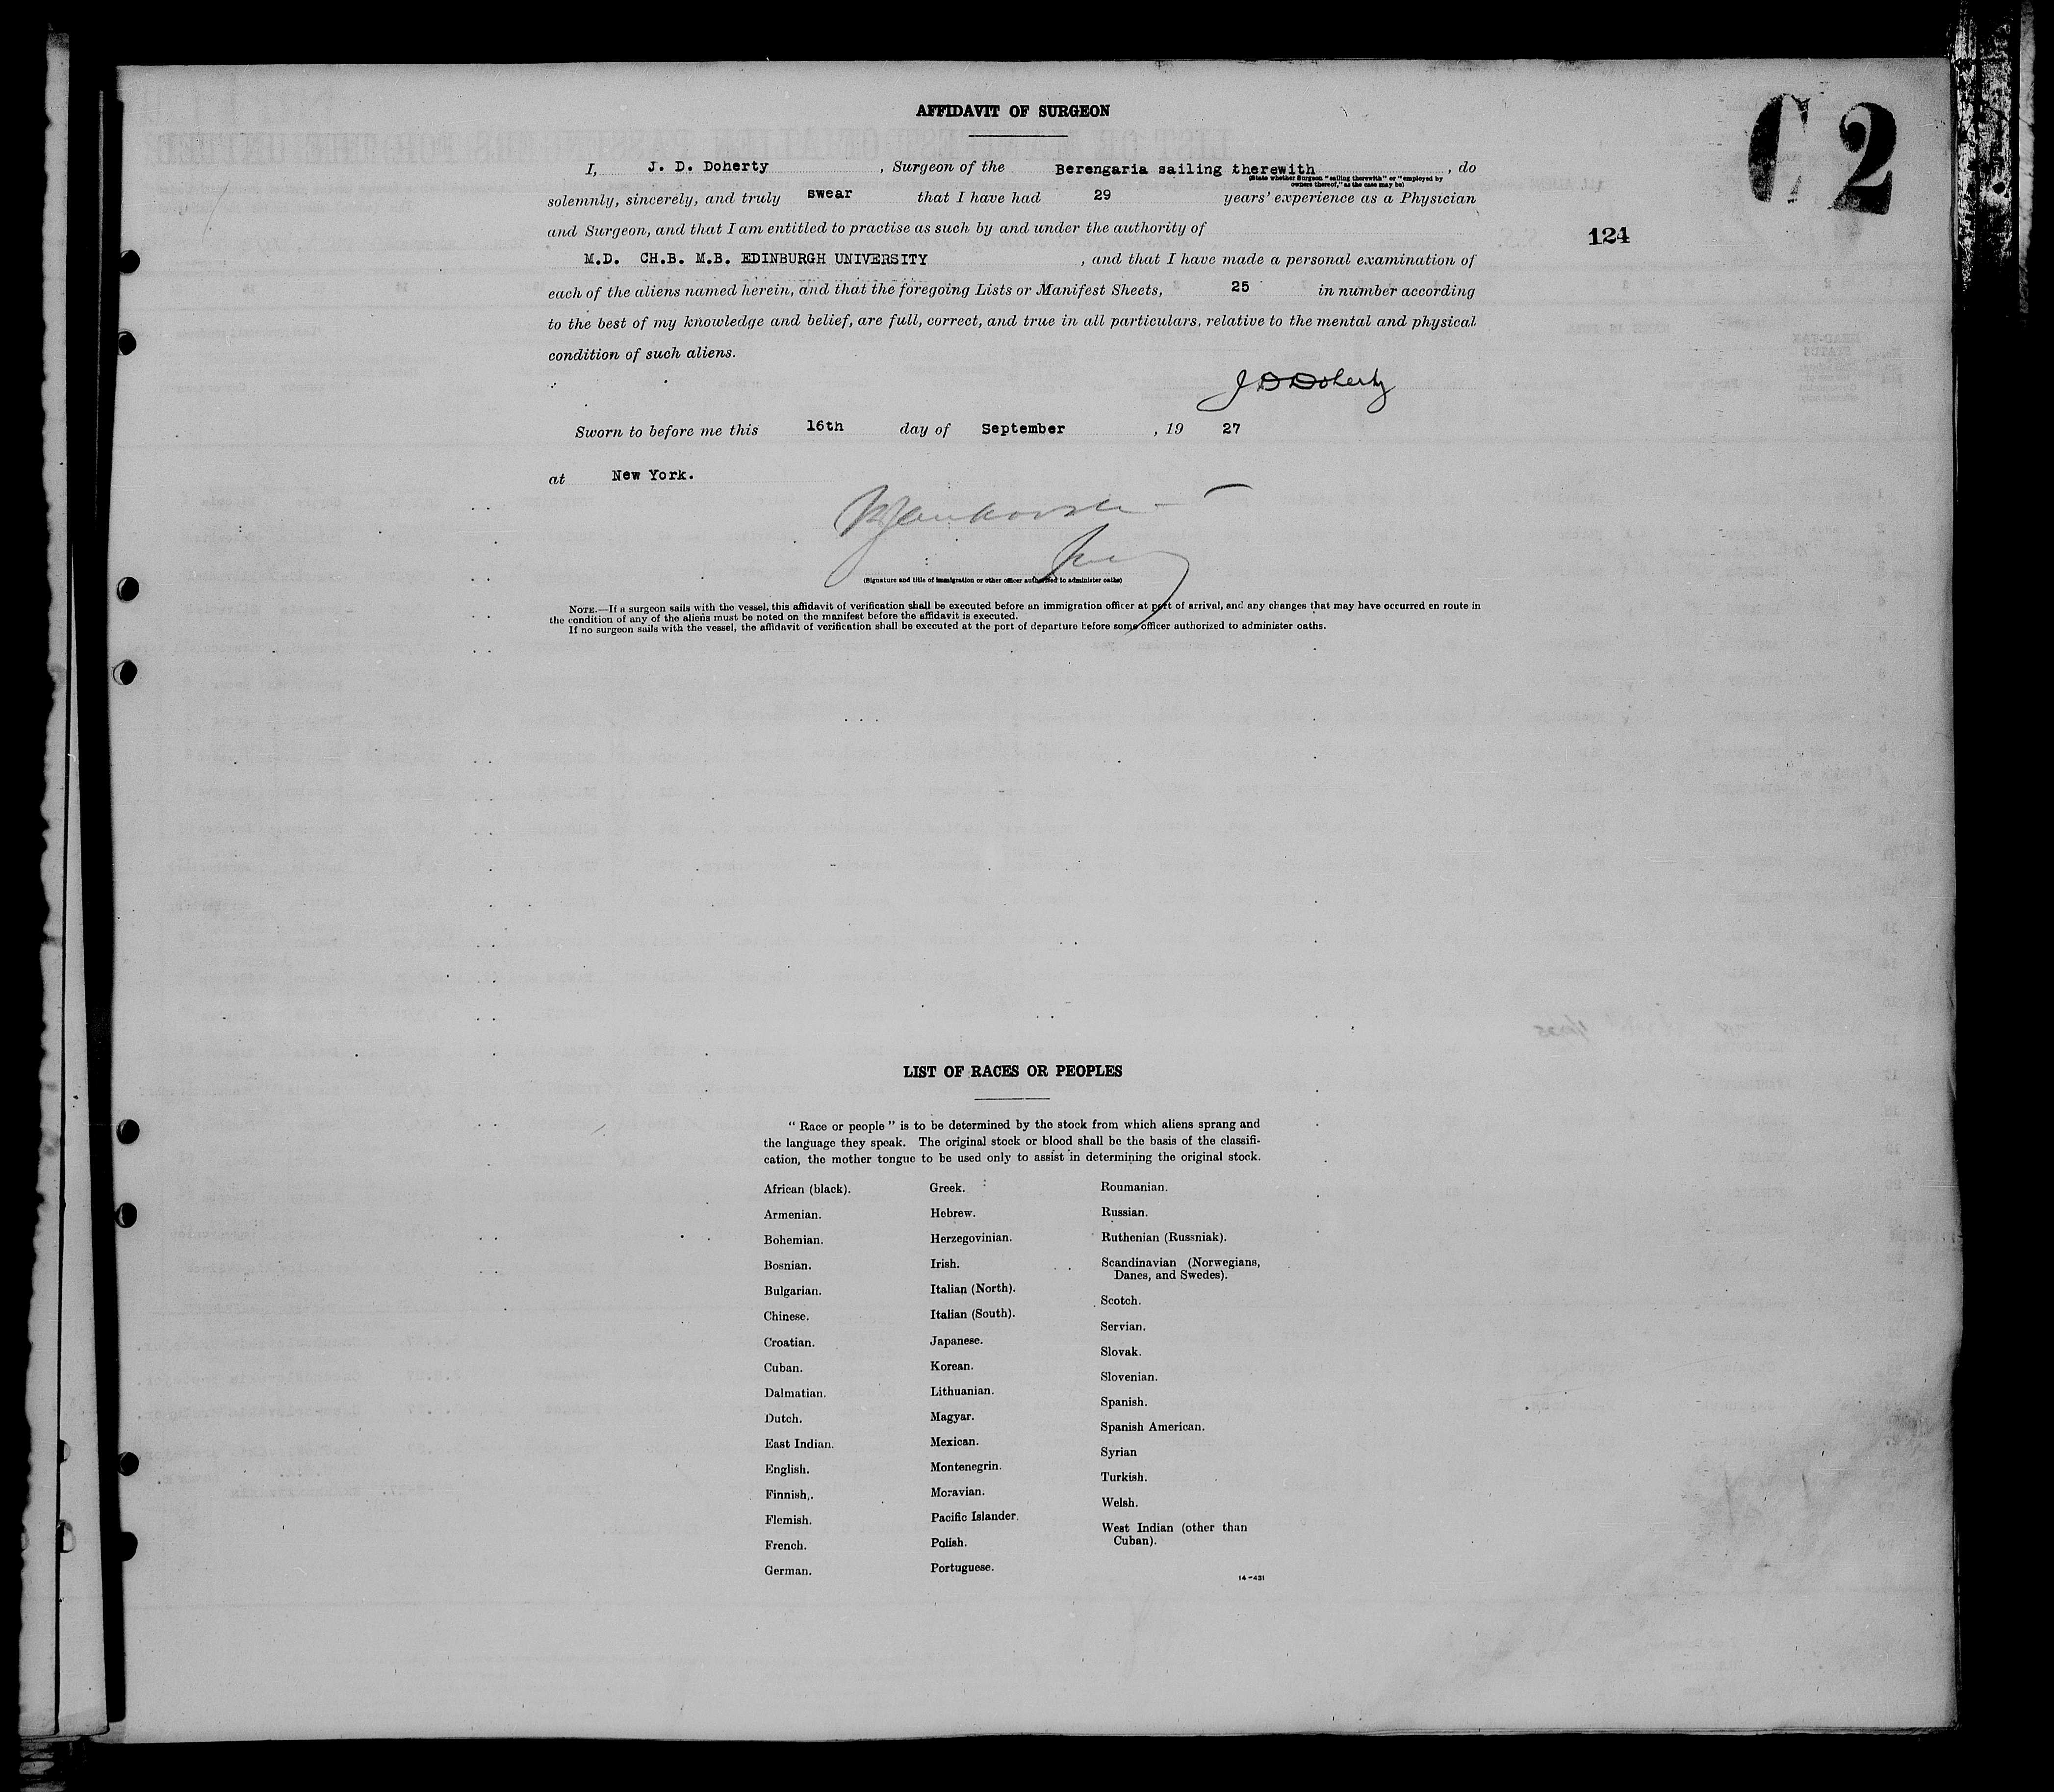 AFFIDAVIT OF SURGEON
G 2
I, J. D. Doherty , Surgeon of the Berengaria sailing therewith , do
(State whether Surgeon "sailing therewith" or "employed by
owners thereof," as the case may be)
solemnly, sincerely, and truly swear that I have had 29 years' experience as a Physician
and Surgeon, and that I am entitled to practise as such by and under the authority of
124
M.D. CH.B. M.B. EDINBURGH UNIVERSITY , and that I have made a personal examination of
each of the aliens named herein, and that the foregoing Lists or Manifest Sheets, 25 in number according
to the best of my knowledge and belief, are full, correct, and true in all particulars, relative to the mental and physical
condition of such aliens.
J D Doherty
Sworn to before me this 16th day of September , 19 27
at New York.
(Signature and title of immigration or other officer authorized to administer oaths)
NOTE.—If a surgeon sails with the vessel, this affidavit of verification shall be executed before an immigration officer at port of arrival, and any changes that may have occurred en route in
the condition of any of the aliens must be noted on the manifest before the affidavit is executed.
If no surgeon sails with the vessel, the affidavit of verification shall be executed at the port of departure before some officer authorized to administer oaths.
LIST OF RACES OR PEOPLES
" Race or people " is to be determined by the stock from which aliens sprang and
the language they speak. The original stock or blood shall be the basis of the classifi-
cation, the mother tongue to be used only to assist in determining the original stock.
African (black).
Armenian.
Bohemian.
Bosnian.
Bulgarian.
Chinese.
Croatian.
Cuban.
Dalmatian.
Dutch.
East Indian.
English.
Finnish.
Flemish.
French.
German.
Greek.
Hebrew.
Herzegovinian.
Irish.
Italian (North).
Italian (South).
Japanese.
Korean.
Lithuanian.
Magyar.
Mexican.
Montenegrin.
Moravian.
Pacific Islander.
Polish.
Portuguese.
Roumanian.
Russian.
Ruthenian (Russniak).
Scandinavian (Norwegians,
Danes, and Swedes).
Scotch.
Servian.
Slovak.
Slovenian.
Spanish.
Spanish American.
Syrian
Turkish.
Welsh.
West Indian (other than
Cuban).
14-431